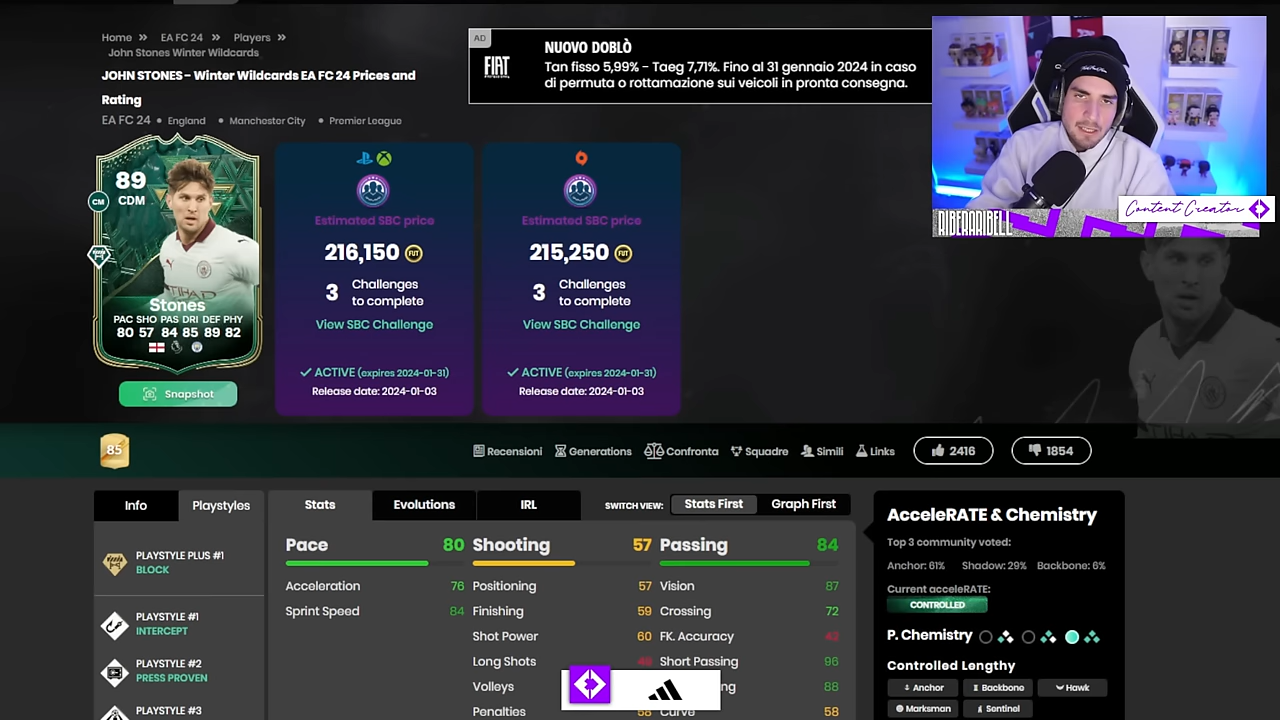 Home » EA FC 24 » Players »
John Stones Winter Wildcards
JOHN STONES - Winter Wildcards EA FC 24 Prices and
Rating
EA FC 24 • England • Manchester City • Premier League
AD
FIAT
NUOVO DOBLÒ
Tan fisso 5,99% - Taeg 7,71%. Fino al 31 gennaio 2024 in caso
di permuta o rottamazione sui veicoli in pronta consegna.
RIBERARIBELL
Content Creator
89
CDM
CM
ETIHAD
Stones
PAC SHO PAS DRI DEF PHY
80 57 84 85 89 82
Snapshot
Estimated SBC price
216,150 FUT
3 Challenges
to complete
View SBC Challenge
ACTIVE (expires 2024-01-31)
Release date: 2024-01-03
Estimated SBC price
215,250 FUT
3 Challenges
to complete
View SBC Challenge
ACTIVE (expires 2024-01-31)
Release date: 2024-01-03
85
Recensioni Generations Confronta Squadre Simili Links 2416 1854
Info Playstyles
PLAYSTYLE PLUS #1
BLOCK
PLAYSTYLE #1
INTERCEPT
PLAYSTYLE #2
PRESS PROVEN
PLAYSTYLE #3
Stats Evolutions IRL SWITCH VIEW: Stats First Graph First
Pace 80
Acceleration 76
Sprint Speed 84
Shooting 57
Positioning 57
Finishing 59
Shot Power 60
Long Shots
Volleys
Penalties 58
Passing 84
Vision 87
Crossing 72
FK. Accuracy
Short Passing 96
88
Curve 58
AcceleRATE & Chemistry
Top 3 community voted:
Anchor: 61% Shadow: 29% Backbone: 6%
Current acceleRATE:
CONTROLLED
P. Chemistry
Controlled Lengthy
Anchor Backbone Hawk
Marksman Sentinel